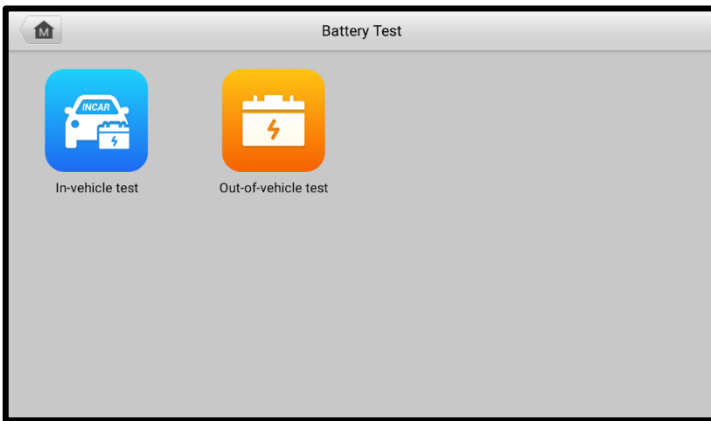 M
Battery Test
INCAR
In-vehicle test
Out-of-vehicle test